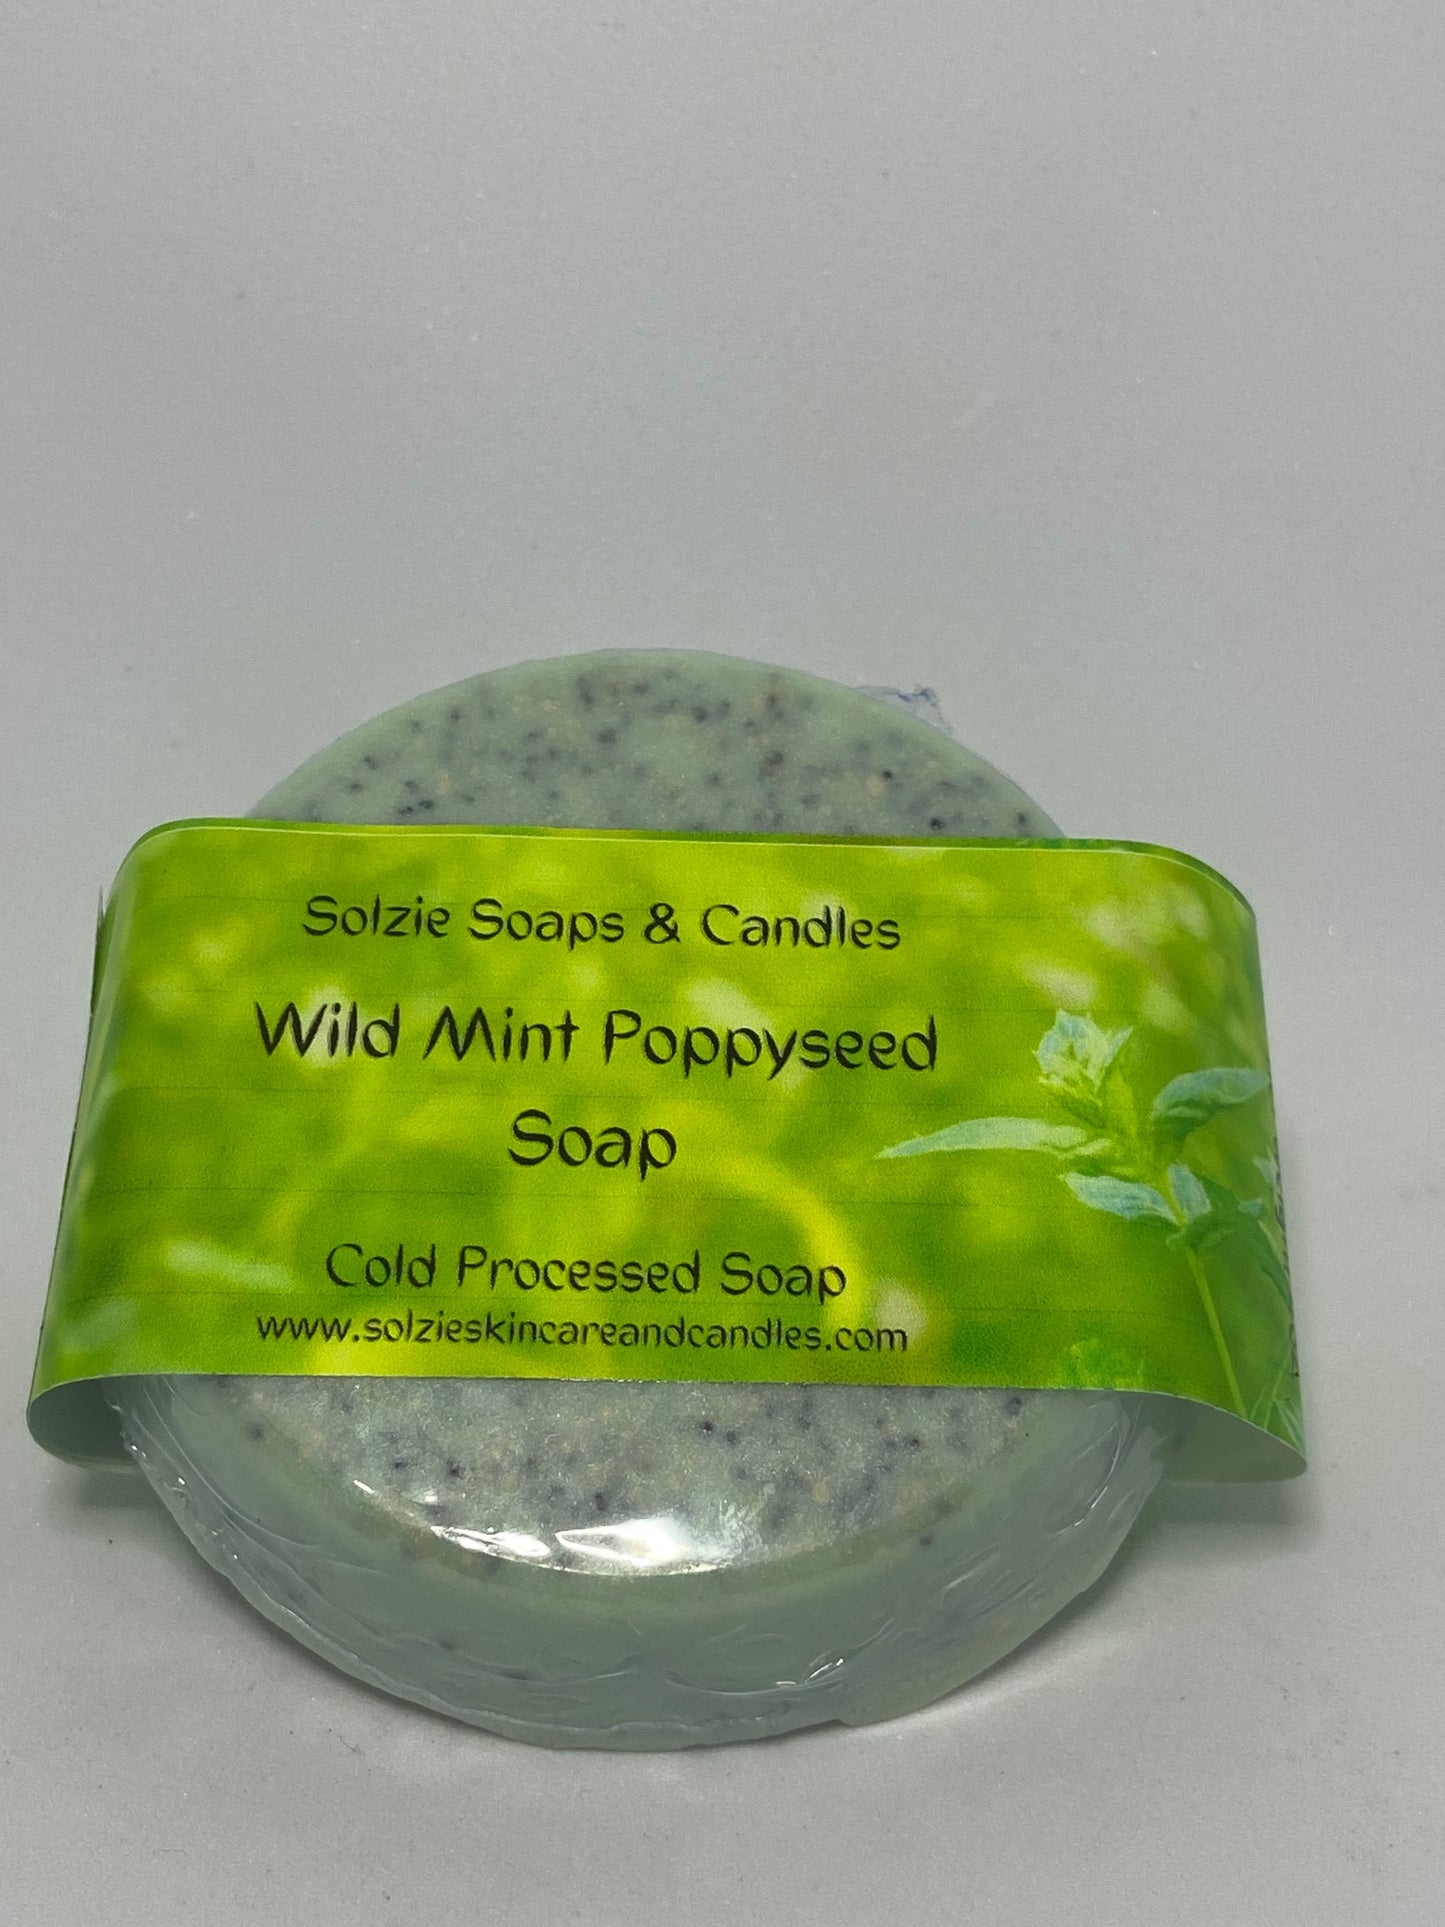 Solzie Soaps & Candles
Wild Mint Poppyseed
Soap
Cold Processed Soap
www.solzieskincareandcandles.com